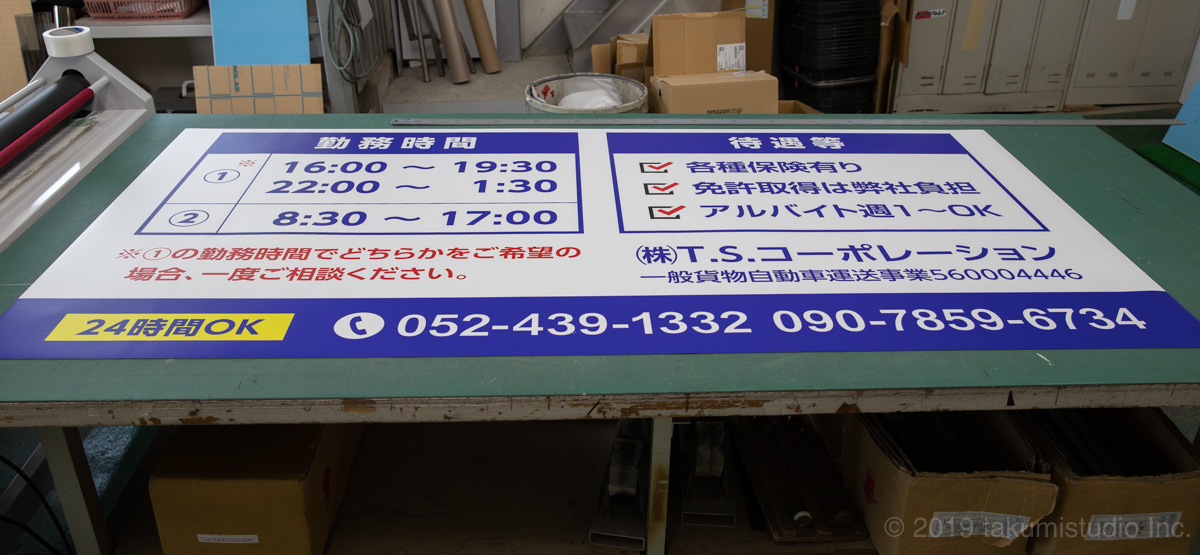 勤務時間
※
① 16:00 〜 19:30
22:00 〜 1:30
② 8:30 〜 17:00
※①の勤務時間でどちらかをご希望の
場合、一度ご相談ください。
待遇等
各種保険有り
免許取得は弊社負担
アルバイト週1〜OK
㈱T.S.コーポレーション
一般貨物自動車運送事業560004446
24時間OK
052-439-1332 090-7859-6734
amazon.co.jp
© 2019 takumistudio Inc.